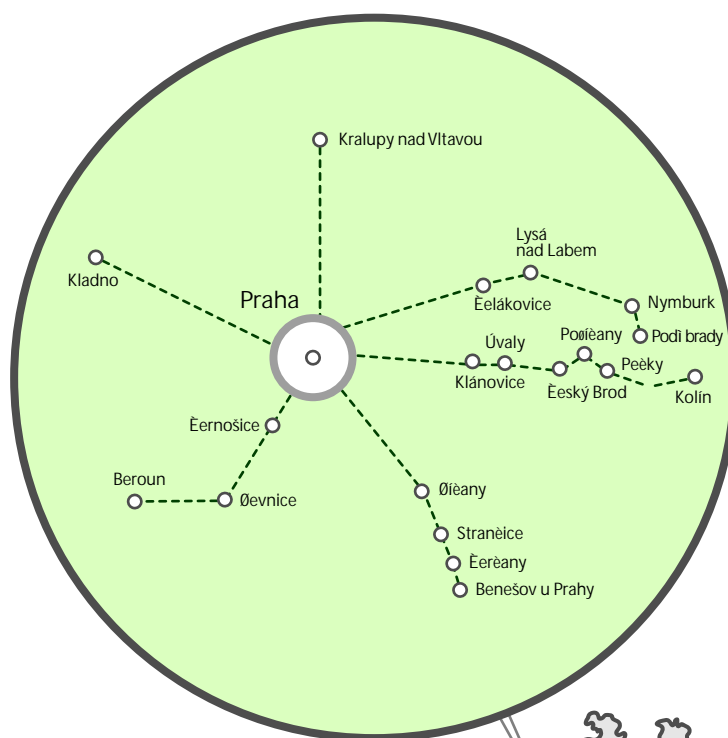 Kralupy nad Vltavou
Lysá
nad Labem
Kladno
Praha
Èelákovice
Nymburk
Úvaly
Poøíèany
Podì brady
Klánovice
Peèky
Èeský Brod
Kolín
Èernošice
Beroun
Øevnice
Øíèany
Stranèice
Èerèany
Benešov u Prahy